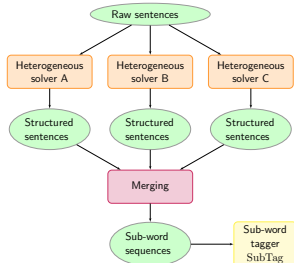 Raw sentences
Heterogeneous
solver A
Heterogeneous
solver B
Heterogeneous
solver C
Structured
sentences
Structured
sentences
Structured
sentences
Merging
Sub-word
sequences
Sub-word
tagger
SubTag